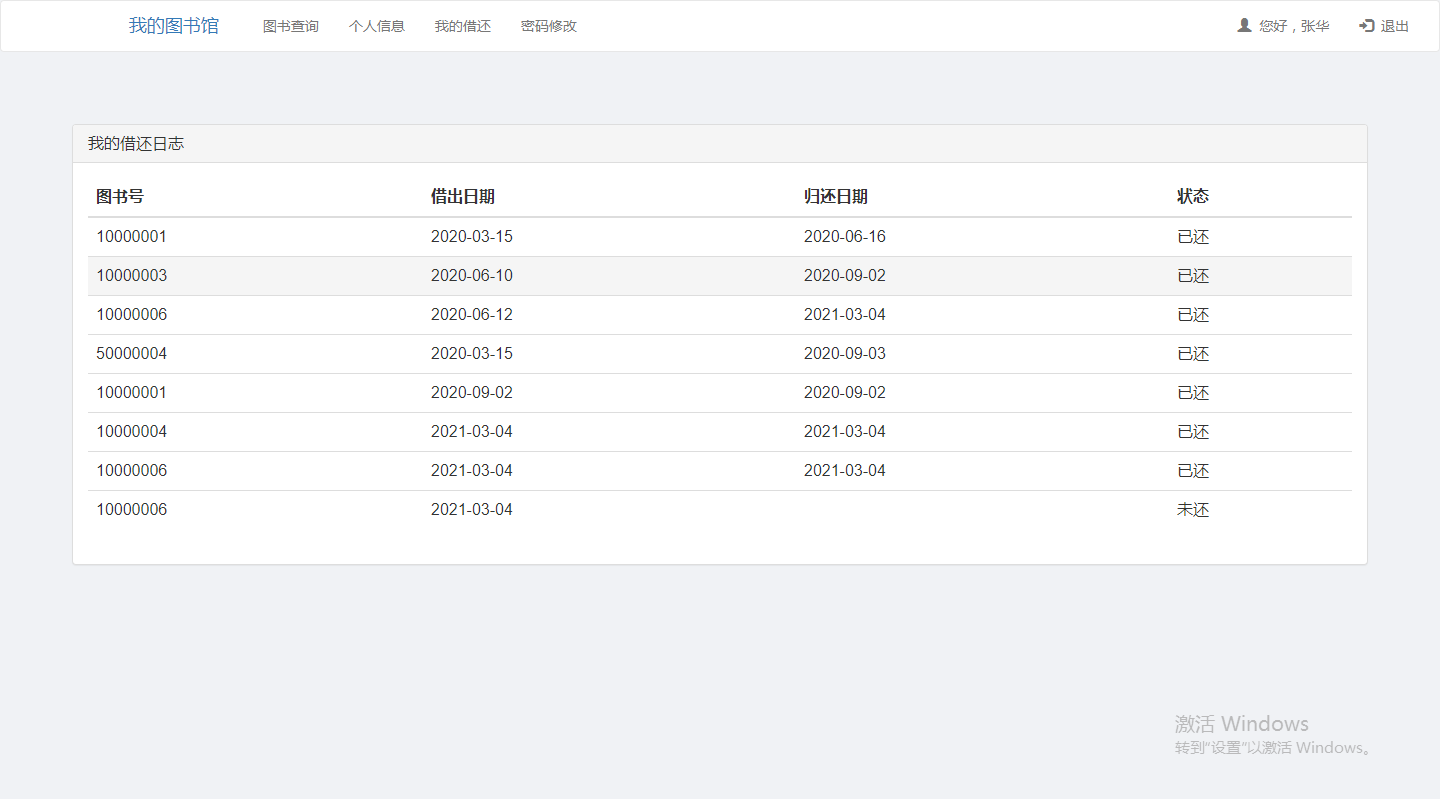 我的图书馆 图书查询 个人信息 我的借还 密码修改 您好，张华 退出
我的借还日志
图书号 借出日期 归还日期 状态
10000001 2020-03-15 2020-06-16 已还
10000003 2020-06-10 2020-09-02 已还
10000006 2020-06-12 2021-03-04 已还
50000004 2020-03-15 2020-09-03 已还
10000001 2020-09-02 2020-09-02 已还
10000004 2021-03-04 2021-03-04 已还
10000006 2021-03-04 2021-03-04 已还
10000006 2021-03-04 未还
激活 Windows
转到“设置”以激活 Windows。